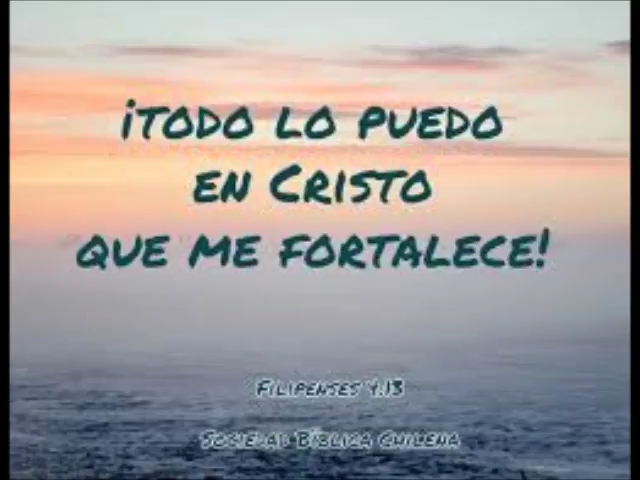 ¡TODO LO PUEDO
EN CRISTO
QUE ME FORTALECE!
FILIPENSES 4.13
SOCIEDAD BÍBLICA CHILENA